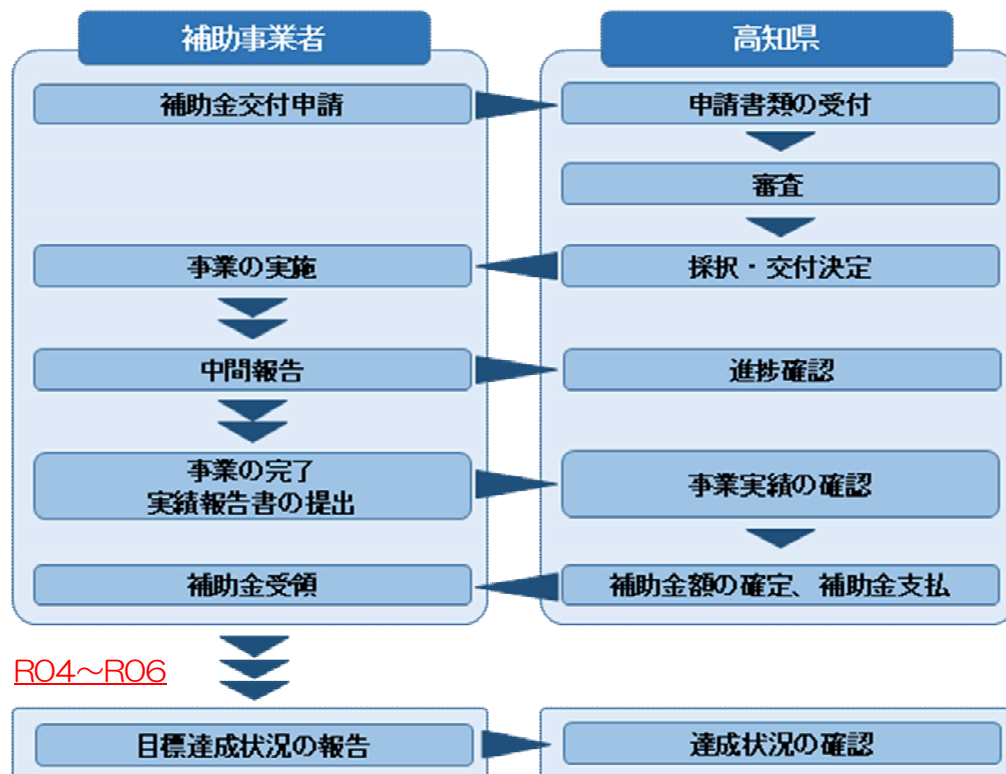 補助事業者
高知県
補助金交付申請
申請書類の受付
審査
事業の実施
採択・交付決定
中間報告
進捗確認
事業の完了
実績報告書の提出
事業実績の確認
補助金受領
補助金額の確定、補助金支払
R04～R06
目標達成状況の報告
達成状況の確認